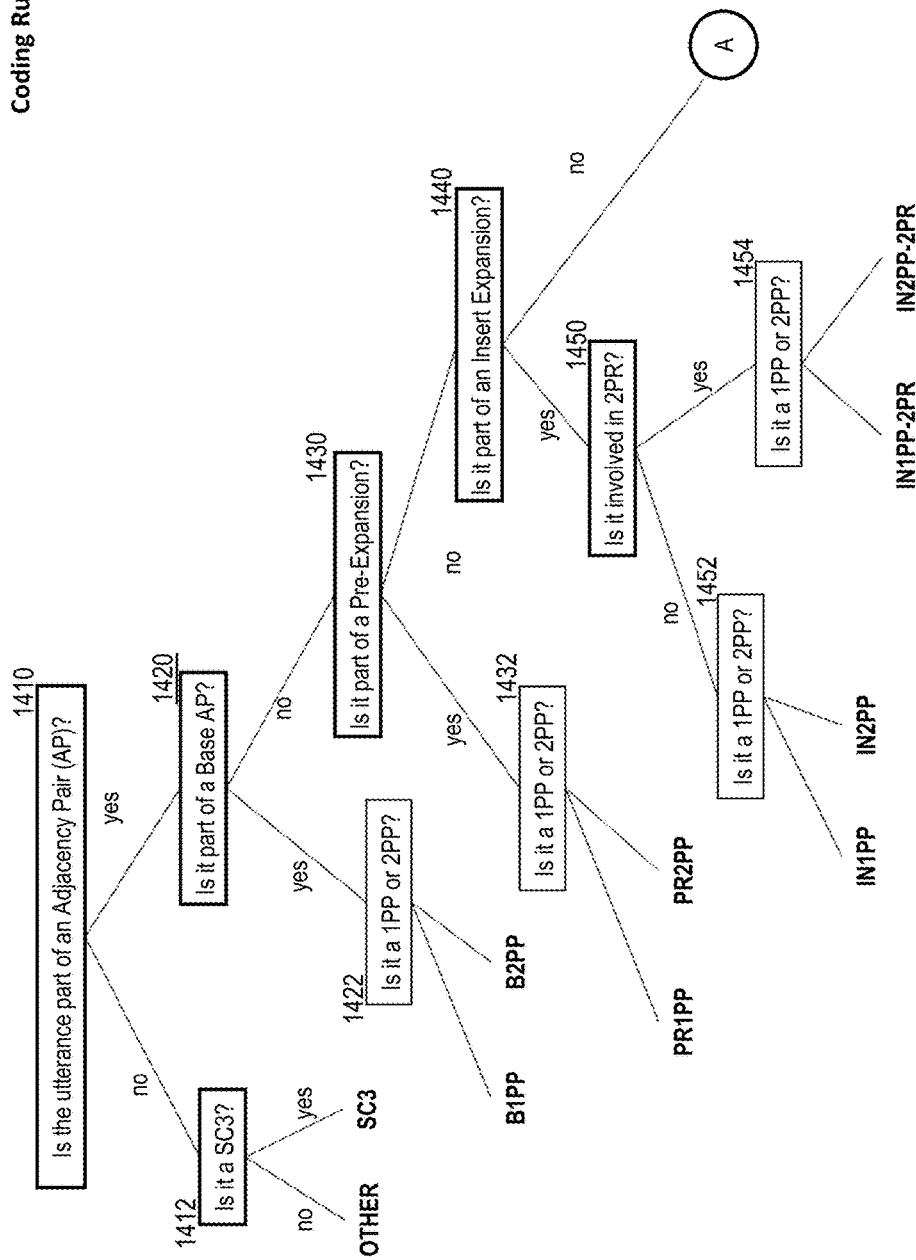 Coding Ru
1410
Is the utterance part of an Adjacency Pair (AP)?
no
yes
1412
Is it a SC3?
no
yes
OTHER
SC3
1420
Is it part of a Base AP?
yes
no
1422
Is it a 1PP or 2PP?
B1PP
B2PP
1430
Is it part of a Pre-Expansion?
yes
no
1432
Is it a 1PP or 2PP?
PR1PP
PR2PP
1440
Is it part of an Insert Expansion?
yes
no
A
1450
Is it involved in 2PR?
no
yes
1452
Is it a 1PP or 2PP?
IN1PP
IN2PP
1454
Is it a 1PP or 2PP?
IN1PP-2PR
IN2PP-2PR